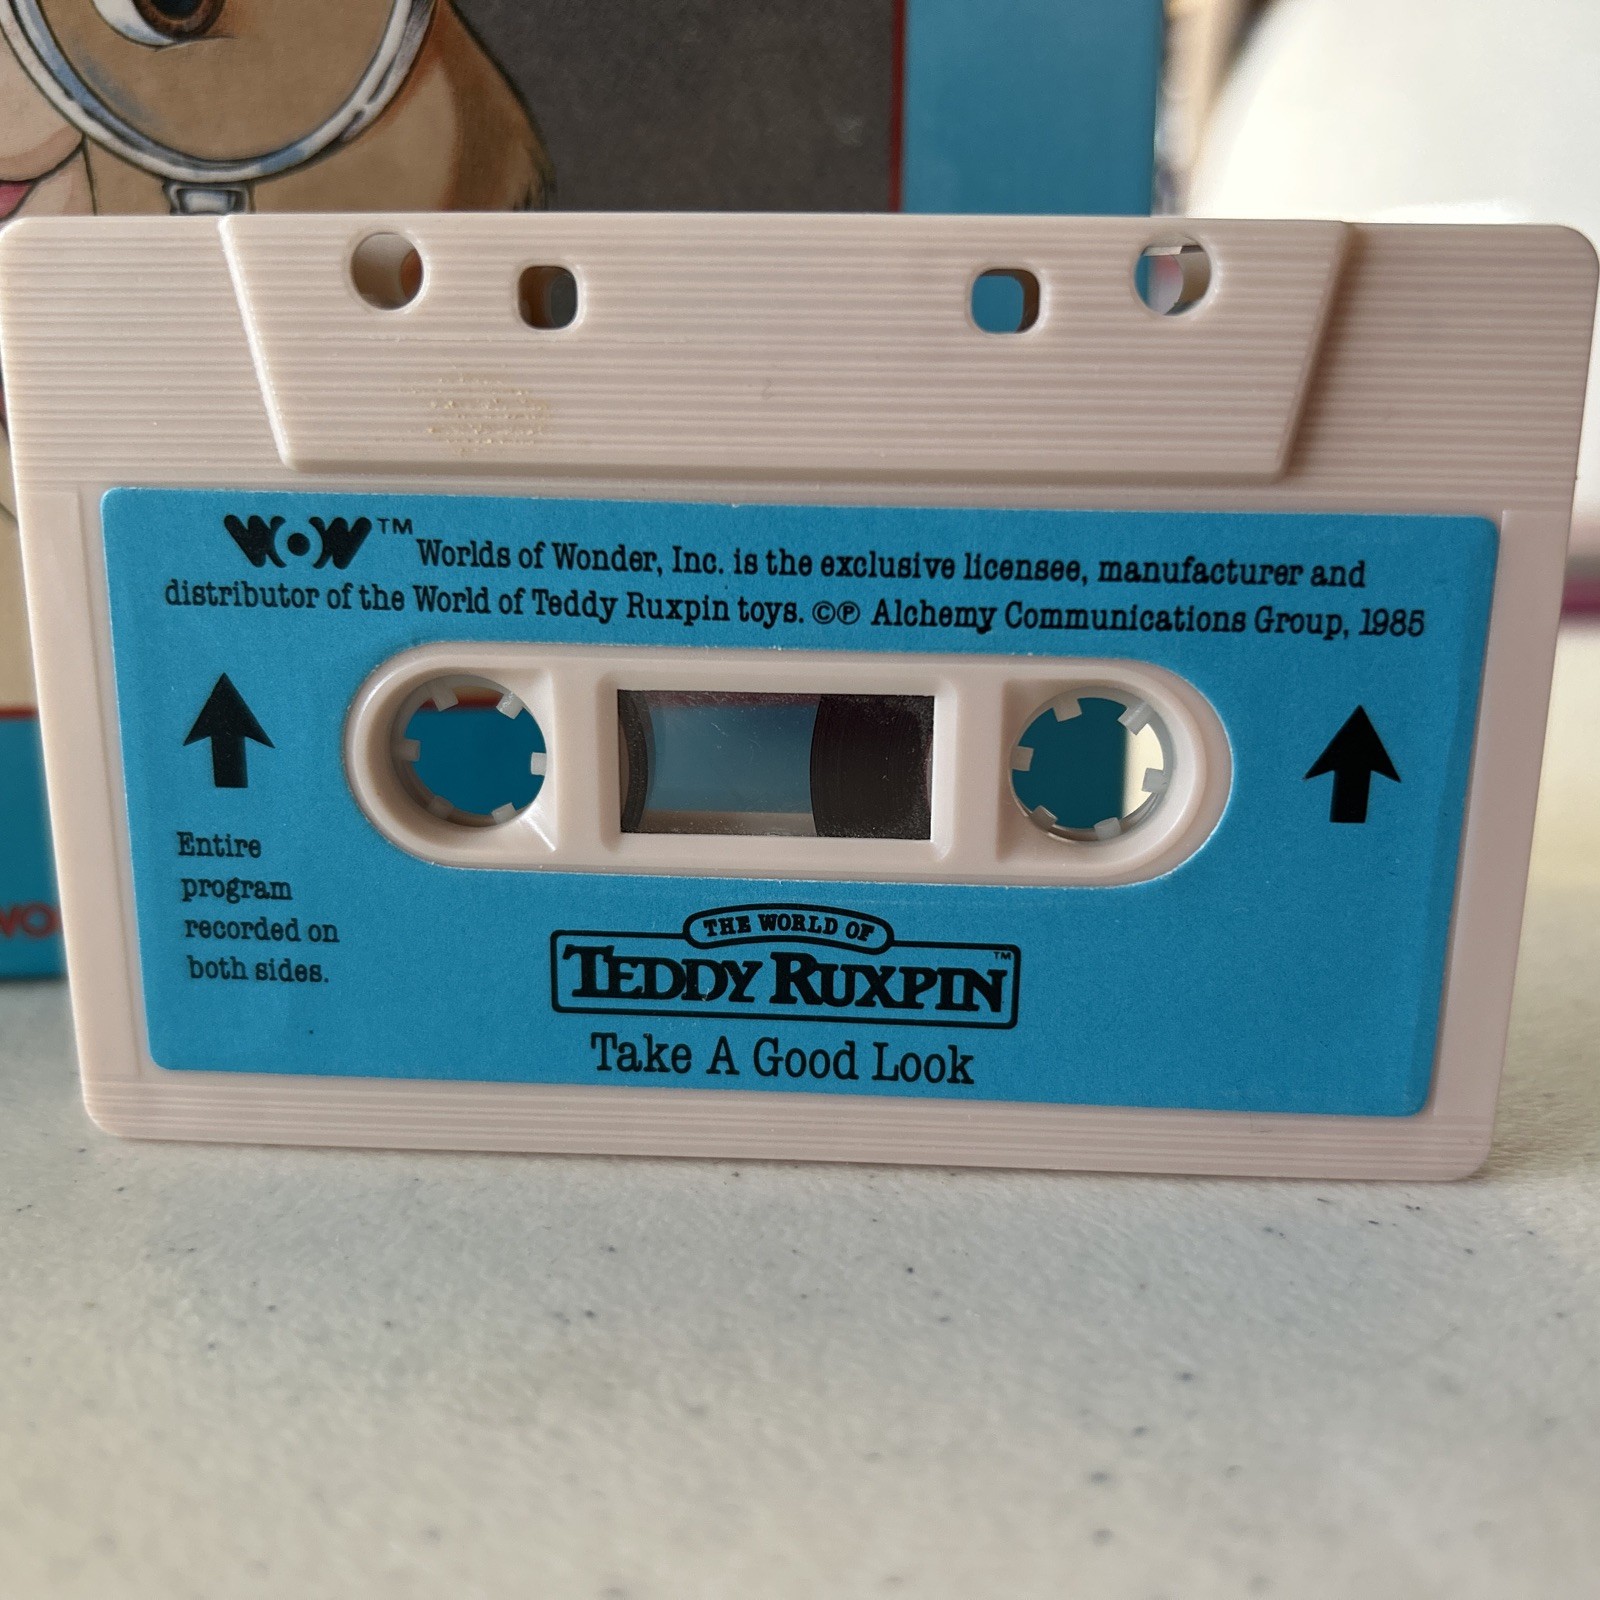 WOW™ Worlds of Wonder, Inc. is the exclusive licensee, manufacturer and
distributor of the World of Teddy Ruxpin toys. ©℗ Alchemy Communications Group, 1985
Entire
program
recorded on
both sides.
THE WORLD OF
TEDDY RUXPIN™
Take A Good Look